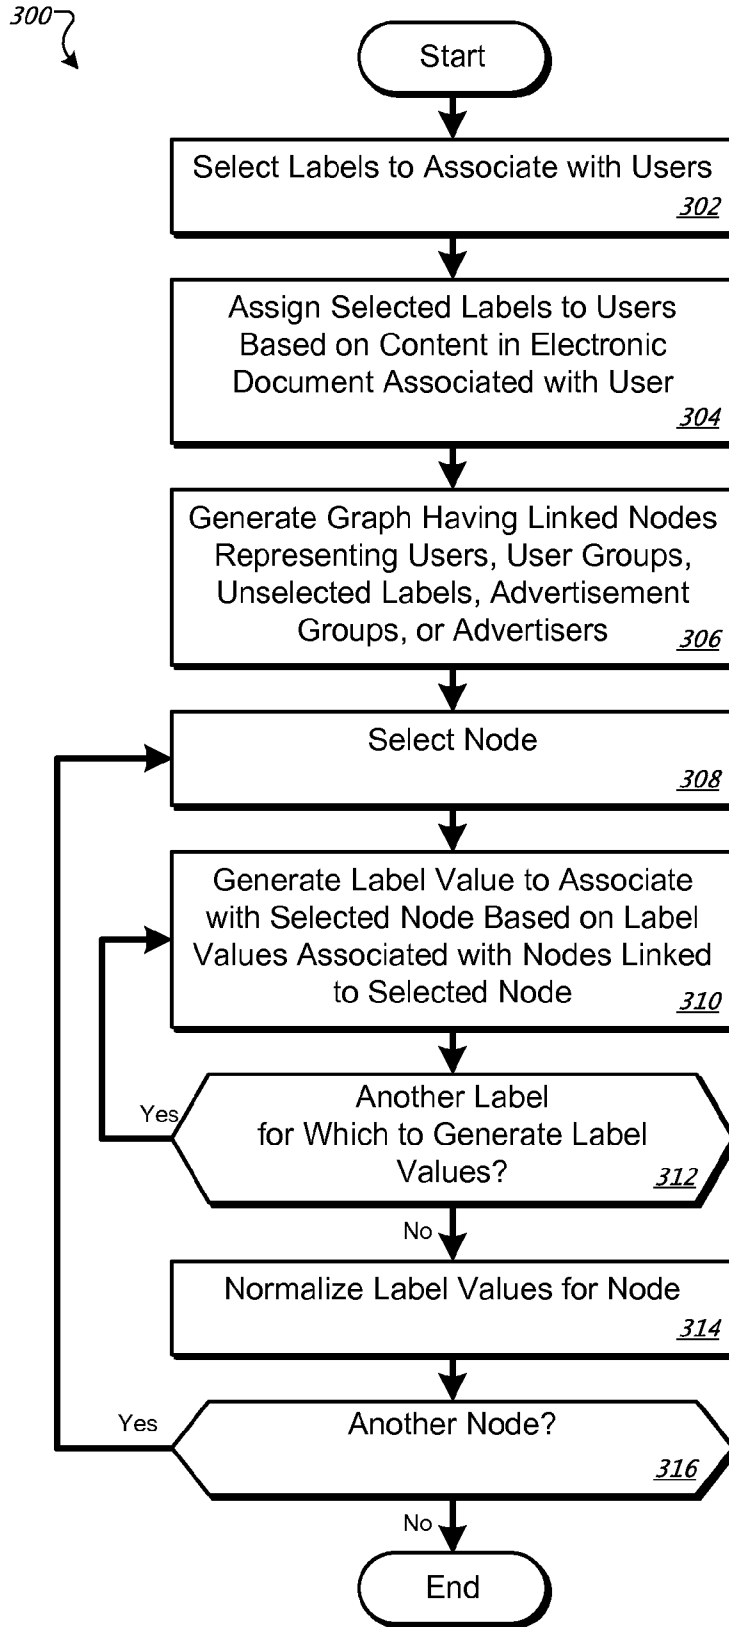 300
Start
Select Labels to Associate with Users
302
Assign Selected Labels to Users
Based on Content in Electronic
Document Associated with User
304
Generate Graph Having Linked Nodes
Representing Users, User Groups,
Unselected Labels, Advertisement
Groups, or Advertisers
306
Select Node
308
Generate Label Value to Associate
with Selected Node Based on Label
Values Associated with Nodes Linked
to Selected Node
310
Another Label
for Which to Generate Label
Values?
312
Yes
No
Normalize Label Values for Node
314
Another Node?
316
Yes
No
End